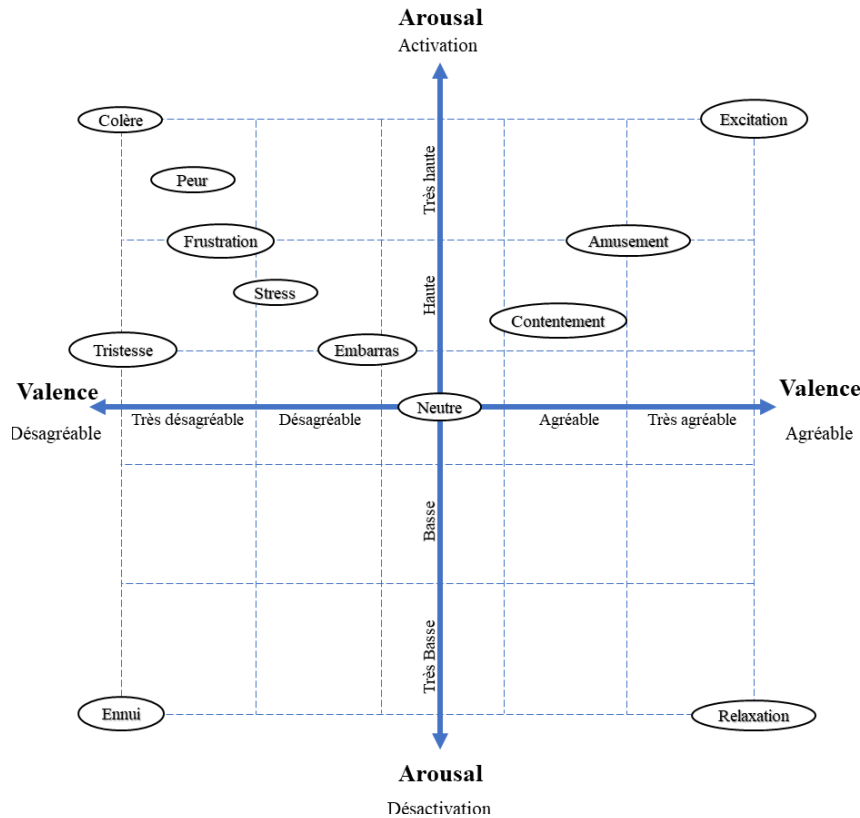 Arousal
Activation
Colère
Excitation
Très haute
Peur
Frustration
Amusement
Haute
Stress
Contentement
Tristesse
Embarras
Valence
Valence
Neutre
Très désagréable
Désagréable
Agréable
Très agréable
Désagréable
Agréable
Basse
Très Basse
Ennui
Relaxation
Arousal
Désactivation